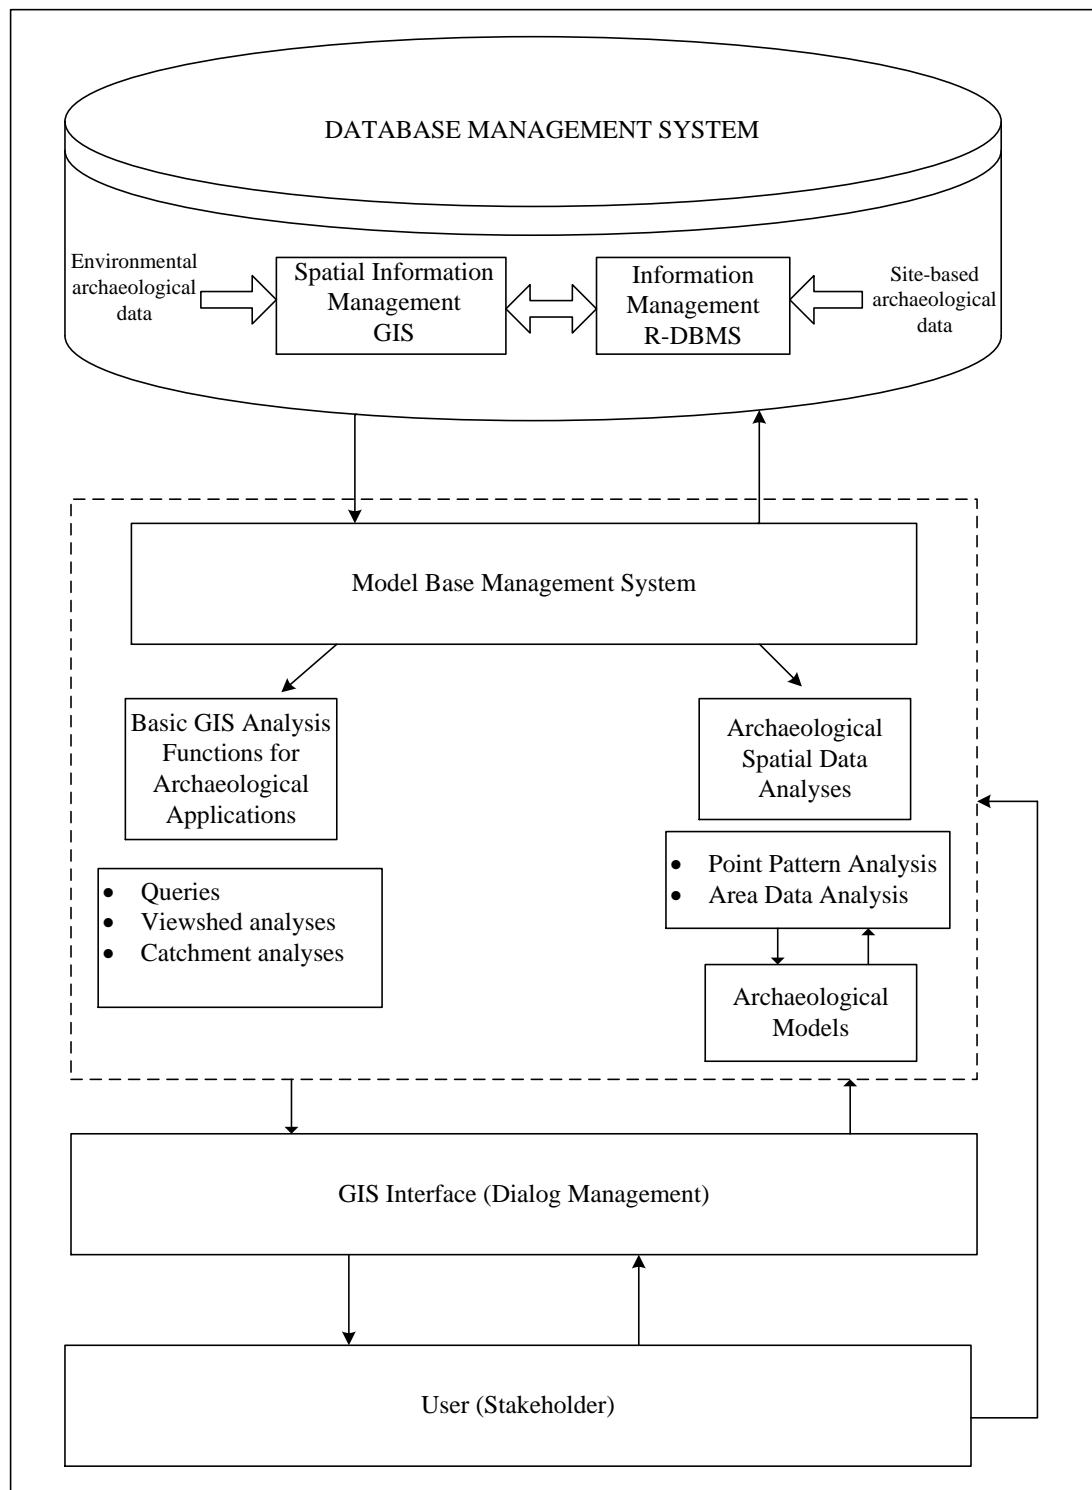 DATABASE MANAGEMENT SYSTEM
Environmental
archaeological
data
Spatial Information
Management
GIS
Information
Management
R-DBMS
Site-based
archaeological
data
Model Base Management System
Basic GIS Analysis
Functions for
Archaeological
Applications
Archaeological
Spatial Data
Analyses
• Queries
• Viewshed analyses
• Catchment analyses
• Point Pattern Analysis
• Area Data Analysis
Archaeological
Models
GIS Interface (Dialog Management)
User (Stakeholder)